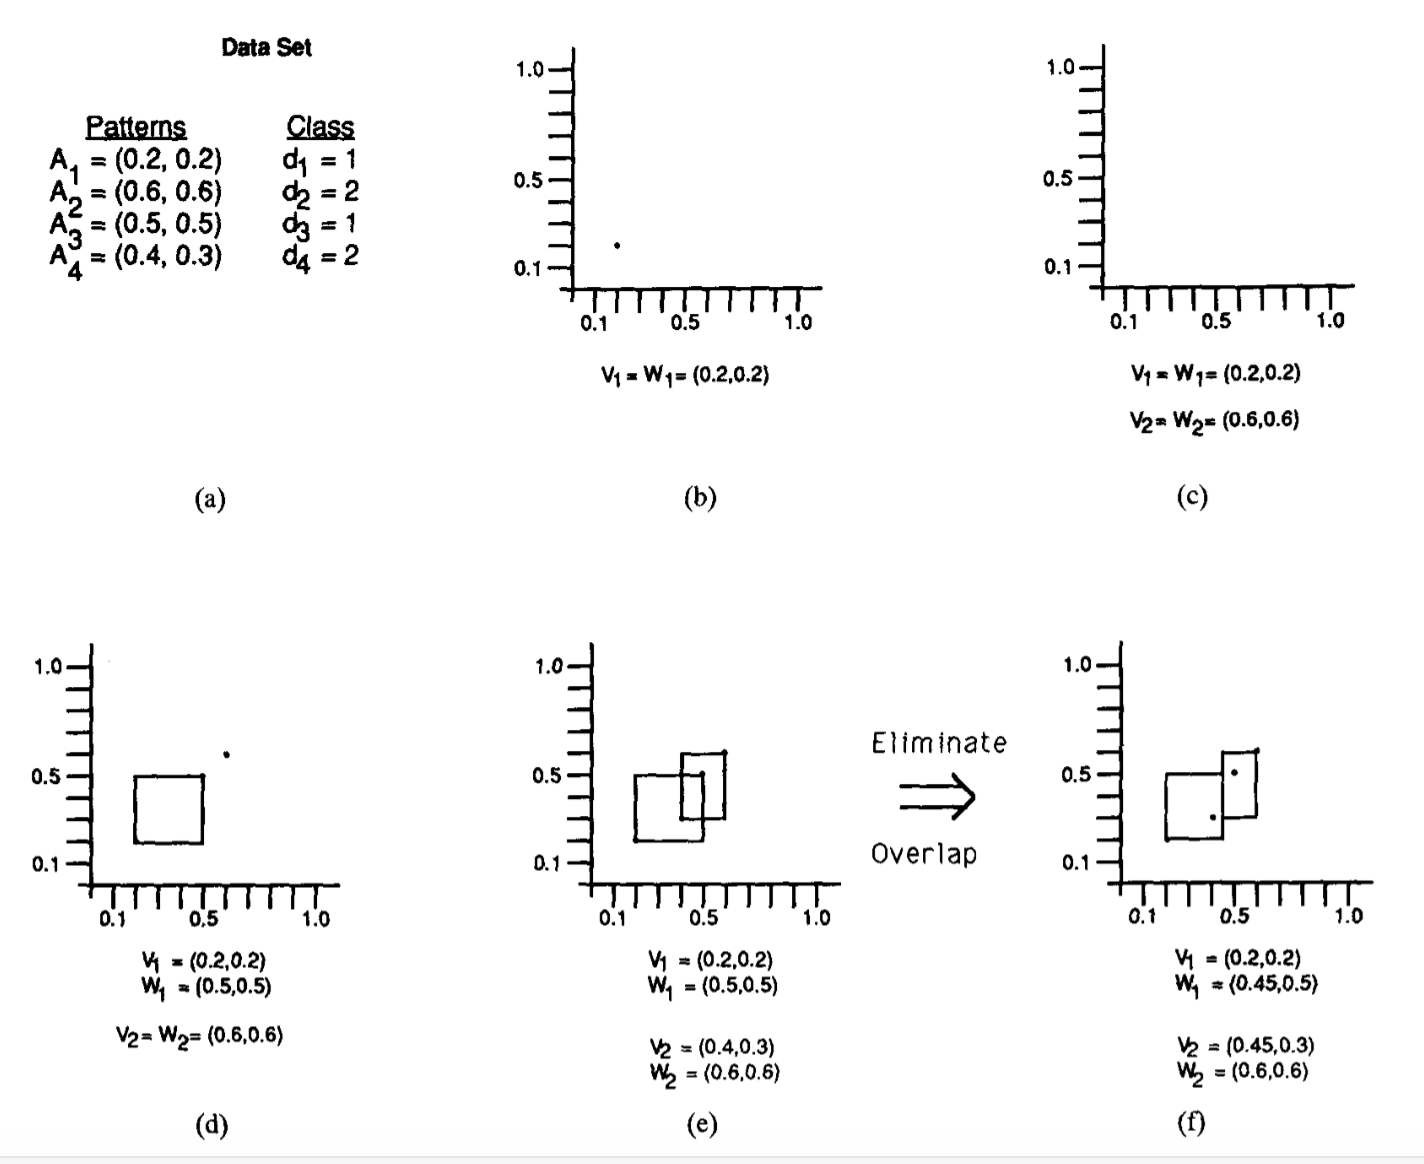 Data Set
Patterns Class
A1 = (0.2, 0.2) d1 = 1
A2 = (0.6, 0.6) d2 = 2
A3 = (0.5, 0.5) d3 = 1
A4 = (0.4, 0.3) d4 = 2
(a)
1.0
0.5
0.1
0.1 0.5 1.0
V1 = W1= (0.2,0.2)
(b)
1.0
0.5
0.1
0.1 0.5 1.0
V1 = W1= (0.2,0.2)
V2= W2= (0.6,0.6)
(c)
1.0
0.5
0.1
0.1 0.5 1.0
V1 = (0.2,0.2)
W1 = (0.5,0.5)
V2= W2= (0.6,0.6)
(d)
1.0
0.5
0.1
0.1 0.5 1.0
V1 = (0.2,0.2)
W1 = (0.5,0.5)
V2 = (0.4,0.3)
W2 = (0.6,0.6)
(e)
Eliminate
Overlap
1.0
0.5
0.1
0.1 0.5 1.0
V1 = (0.2,0.2)
W1 = (0.45,0.5)
V2 = (0.45,0.3)
W2 = (0.6,0.6)
(f)